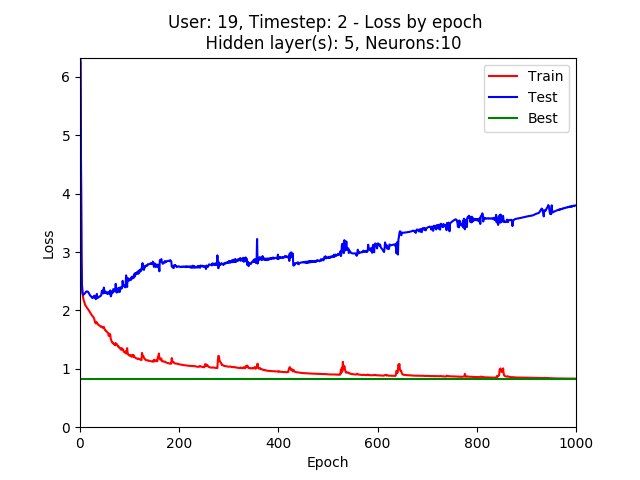 User: 19, Timestep: 2 - Loss by epoch
Hidden layer(s): 5, Neurons:10
Train
Test
Best
Loss
6
5
4
3
2
1
0
0 200 400 600 800 1000
Epoch